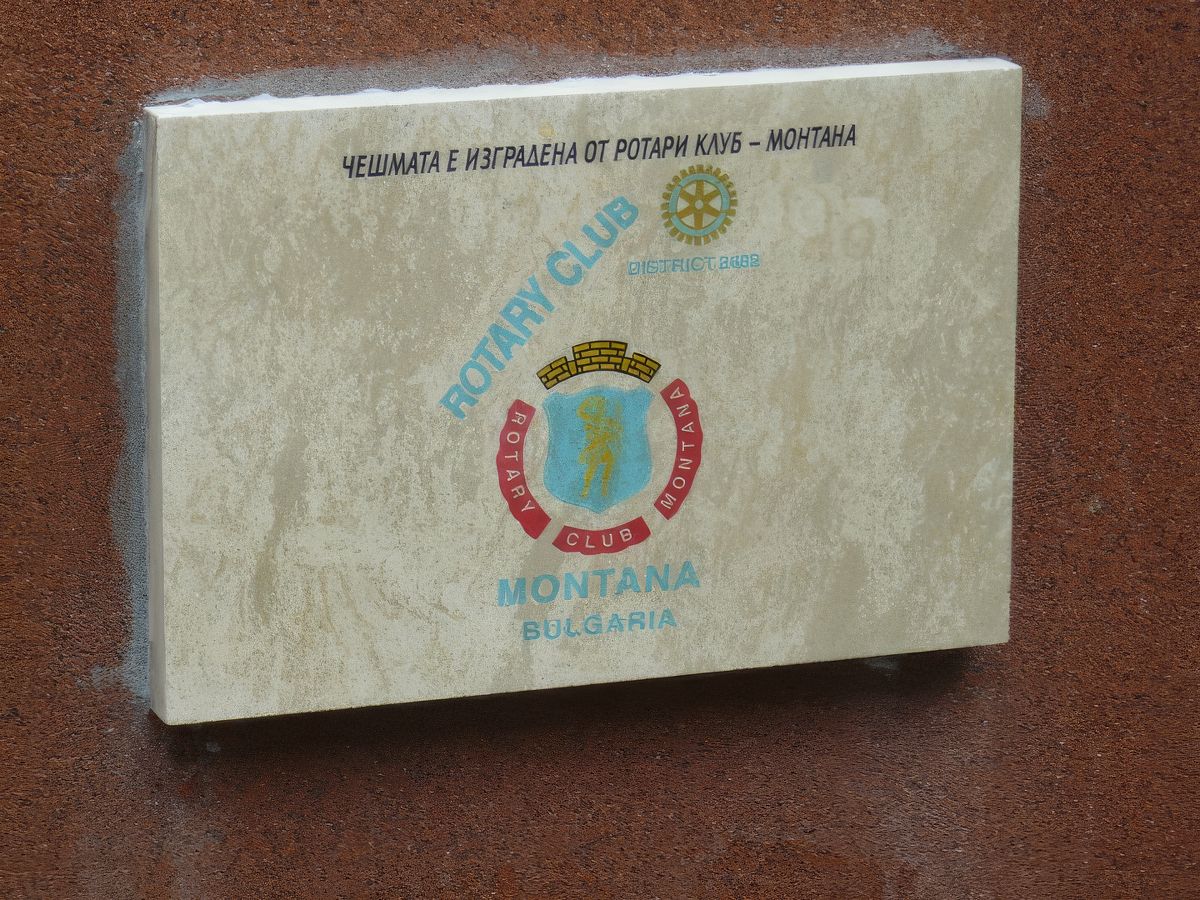 ЧЕШМАТА Е ИЗГРАДЕНА ОТ РОТАРИ КЛУБ – МОНТАНА
ROTARY CLUB
DISTRICT
ROTARY CLUB MONTANA
MONTANA
BULGARIA